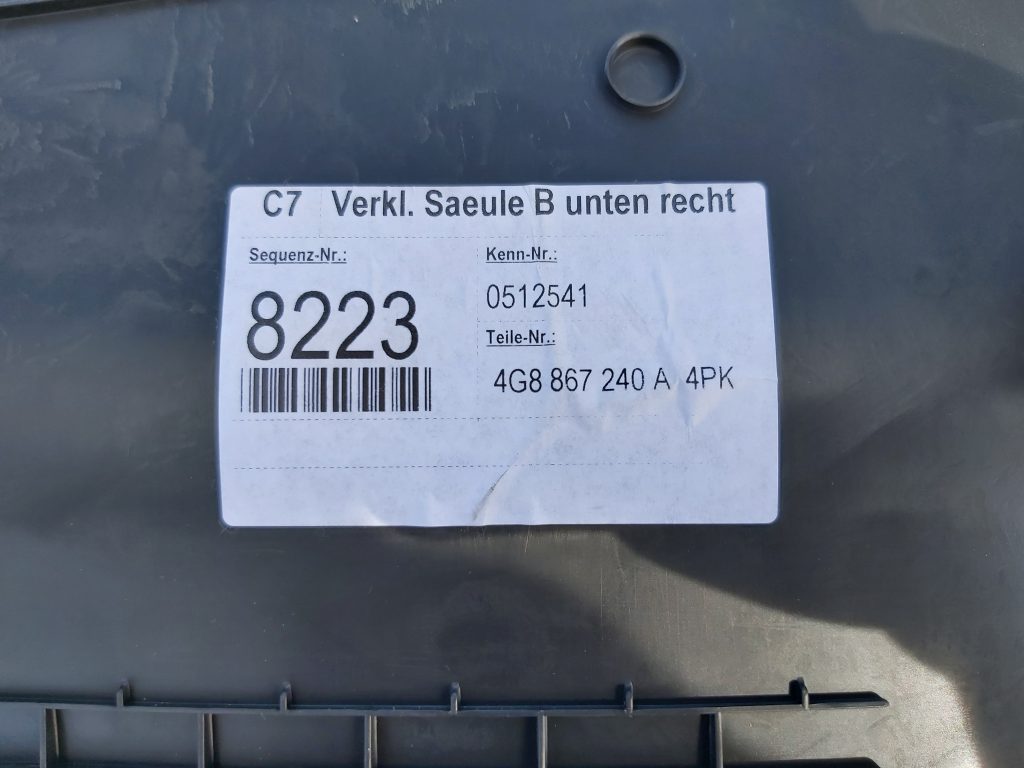 C7 Verkl. Saeule B unten recht
Sequenz-Nr.:
8223
Kenn-Nr.:
0512541
Teile-Nr.:
4G8 867 240 A 4PK